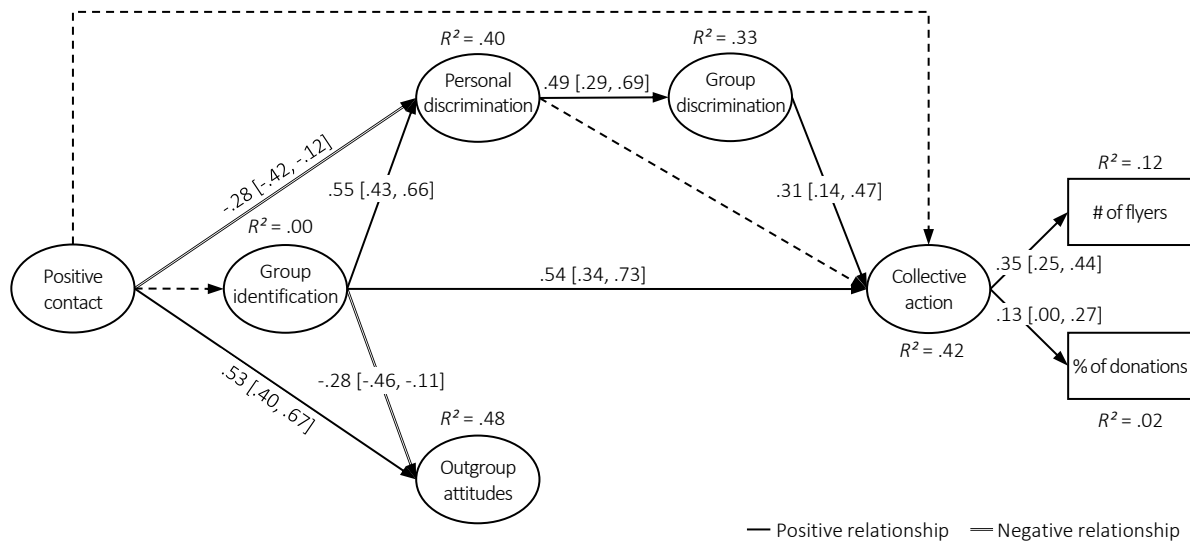 R² = .40
R² = .33
Personal
discrimination
.49 [.29, .69]
Group
discrimination
-.28 [-.42, -.12]
.55 [.43, .66]
.31 [.14, .47]
R² = .12
# of flyers
R² = .00
Positive
contact
Group
identification
.54 [.34, .73]
Collective
action
.35 [.25, .44]
.13 [.00, .27]
R² = .42
% of donations
R² = .02
.53 [.40, .67]
-.28 [-.46, -.11]
R² = .48
Outgroup
attitudes
Positive relationship
Negative relationship